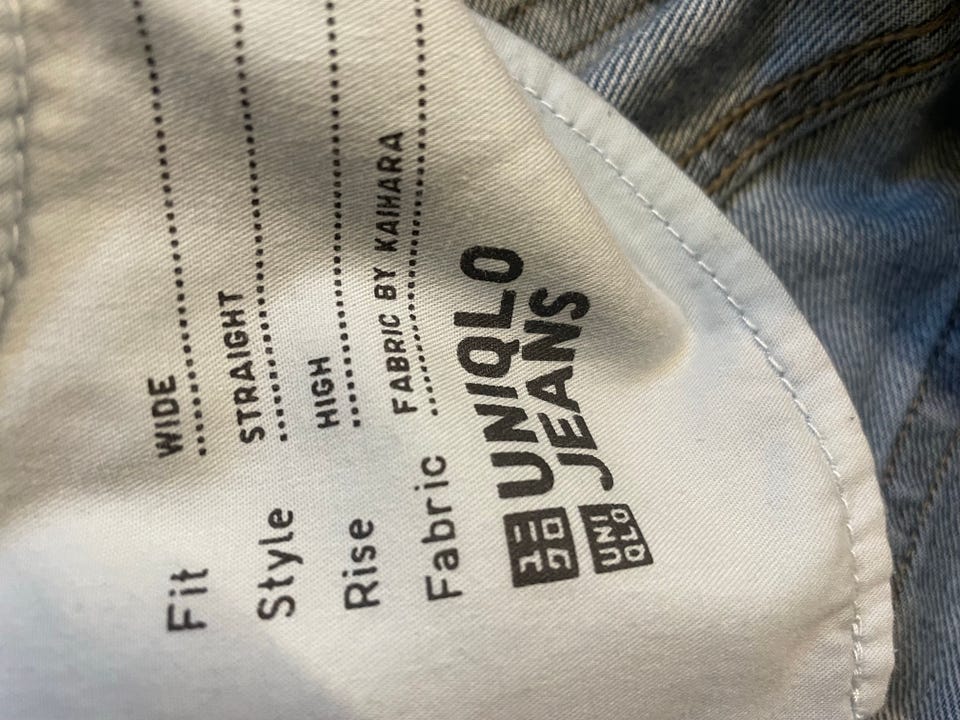 Fit WIDE
Style STRAIGHT
Rise HIGH
Fabric FABRIC BY KAIHARA
ユニクロ UNIQLO
UNIQLO JEANS